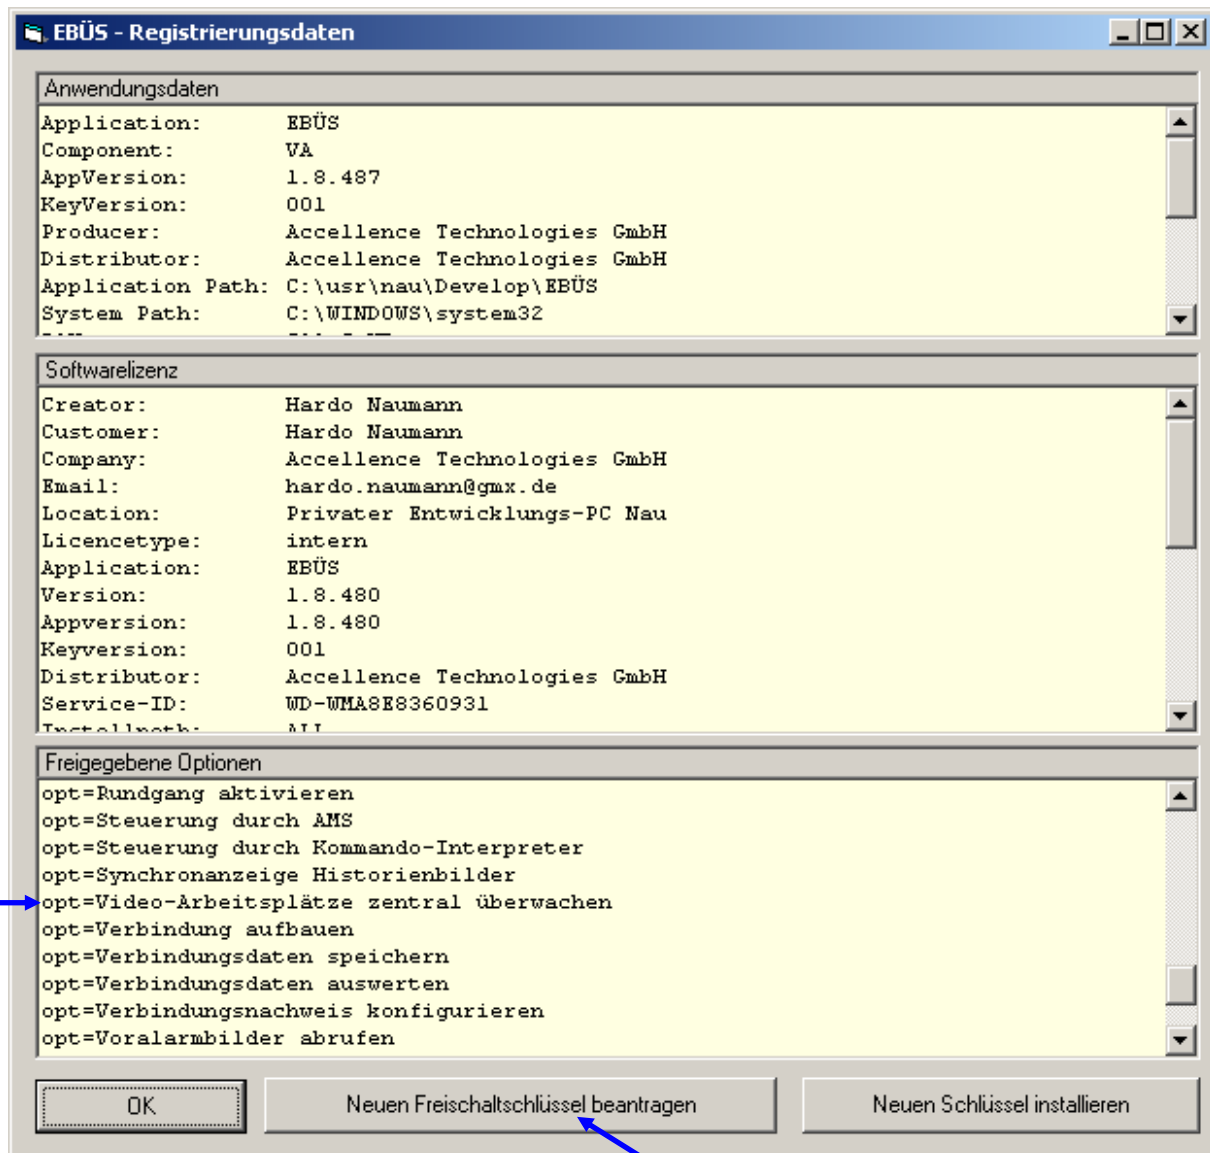 EBÜS - Registrierungsdaten
Anwendungsdaten
Application: EBÜS
Component: VA
AppVersion: 1.8.487
KeyVersion: 001
Producer: Accellence Technologies GmbH
Distributor: Accellence Technologies GmbH
Application Path: C:\usr\nau\Develop\EBÜS
System Path: C:\WINDOWS\system32
Softwarelizenz
Creator: Hardo Naumann
Customer: Hardo Naumann
Company: Accellence Technologies GmbH
Email: hardo.naumann@gmx.de
Location: Privater Entwicklungs-PC Nau
Licencetype: intern
Application: EBÜS
Version: 1.8.480
Appversion: 1.8.480
Keyversion: 001
Distributor: Accellence Technologies GmbH
Service-ID: WD-WMA8E8360931
Installpath: ALL
Freigegebene Optionen
opt=Rundgang aktivieren
opt=Steuerung durch AMS
opt=Steuerung durch Kommando-Interpreter
opt=Synchronanzeige Historienbilder
opt=Video-Arbeitsplätze zentral überwachen
opt=Verbindung aufbauen
opt=Verbindungsdaten speichern
opt=Verbindungsdaten auswerten
opt=Verbindungsnachweis konfigurieren
opt=Voralarmbilder abrufen
OK
Neuen Freischaltschlüssel beantragen
Neuen Schlüssel installieren